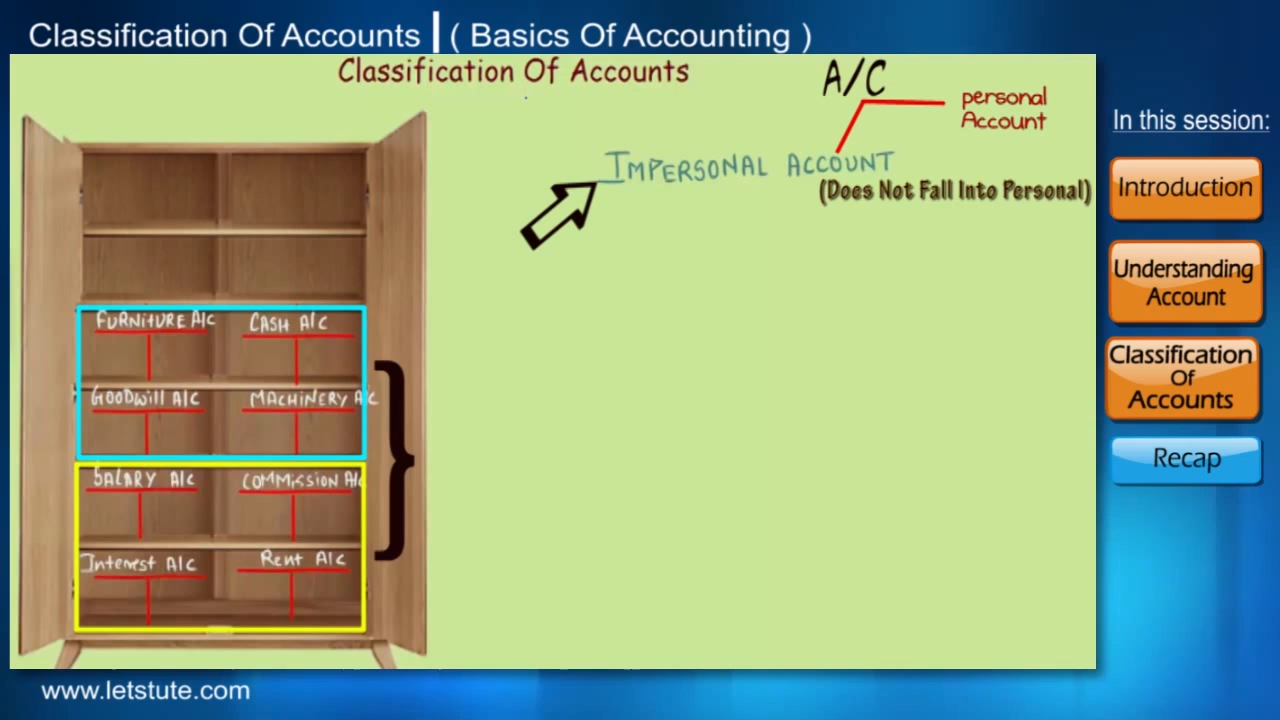 Classification Of Accounts | ( Basics Of Accounting )
Classification Of Accounts
A/C
personal
Account
IMPERSONAL ACCOUNT
(Does Not Fall Into Personal)
FURNITURE A/C
CASH A/C
GOODWILL A/C
MACHINERY A/C
SALARY A/C
COMMISSION A/C
Interest A/C
Rent A/C
In this session:
Introduction
Understanding
Account
Classification
Of
Accounts
Recap
www.letstute.com